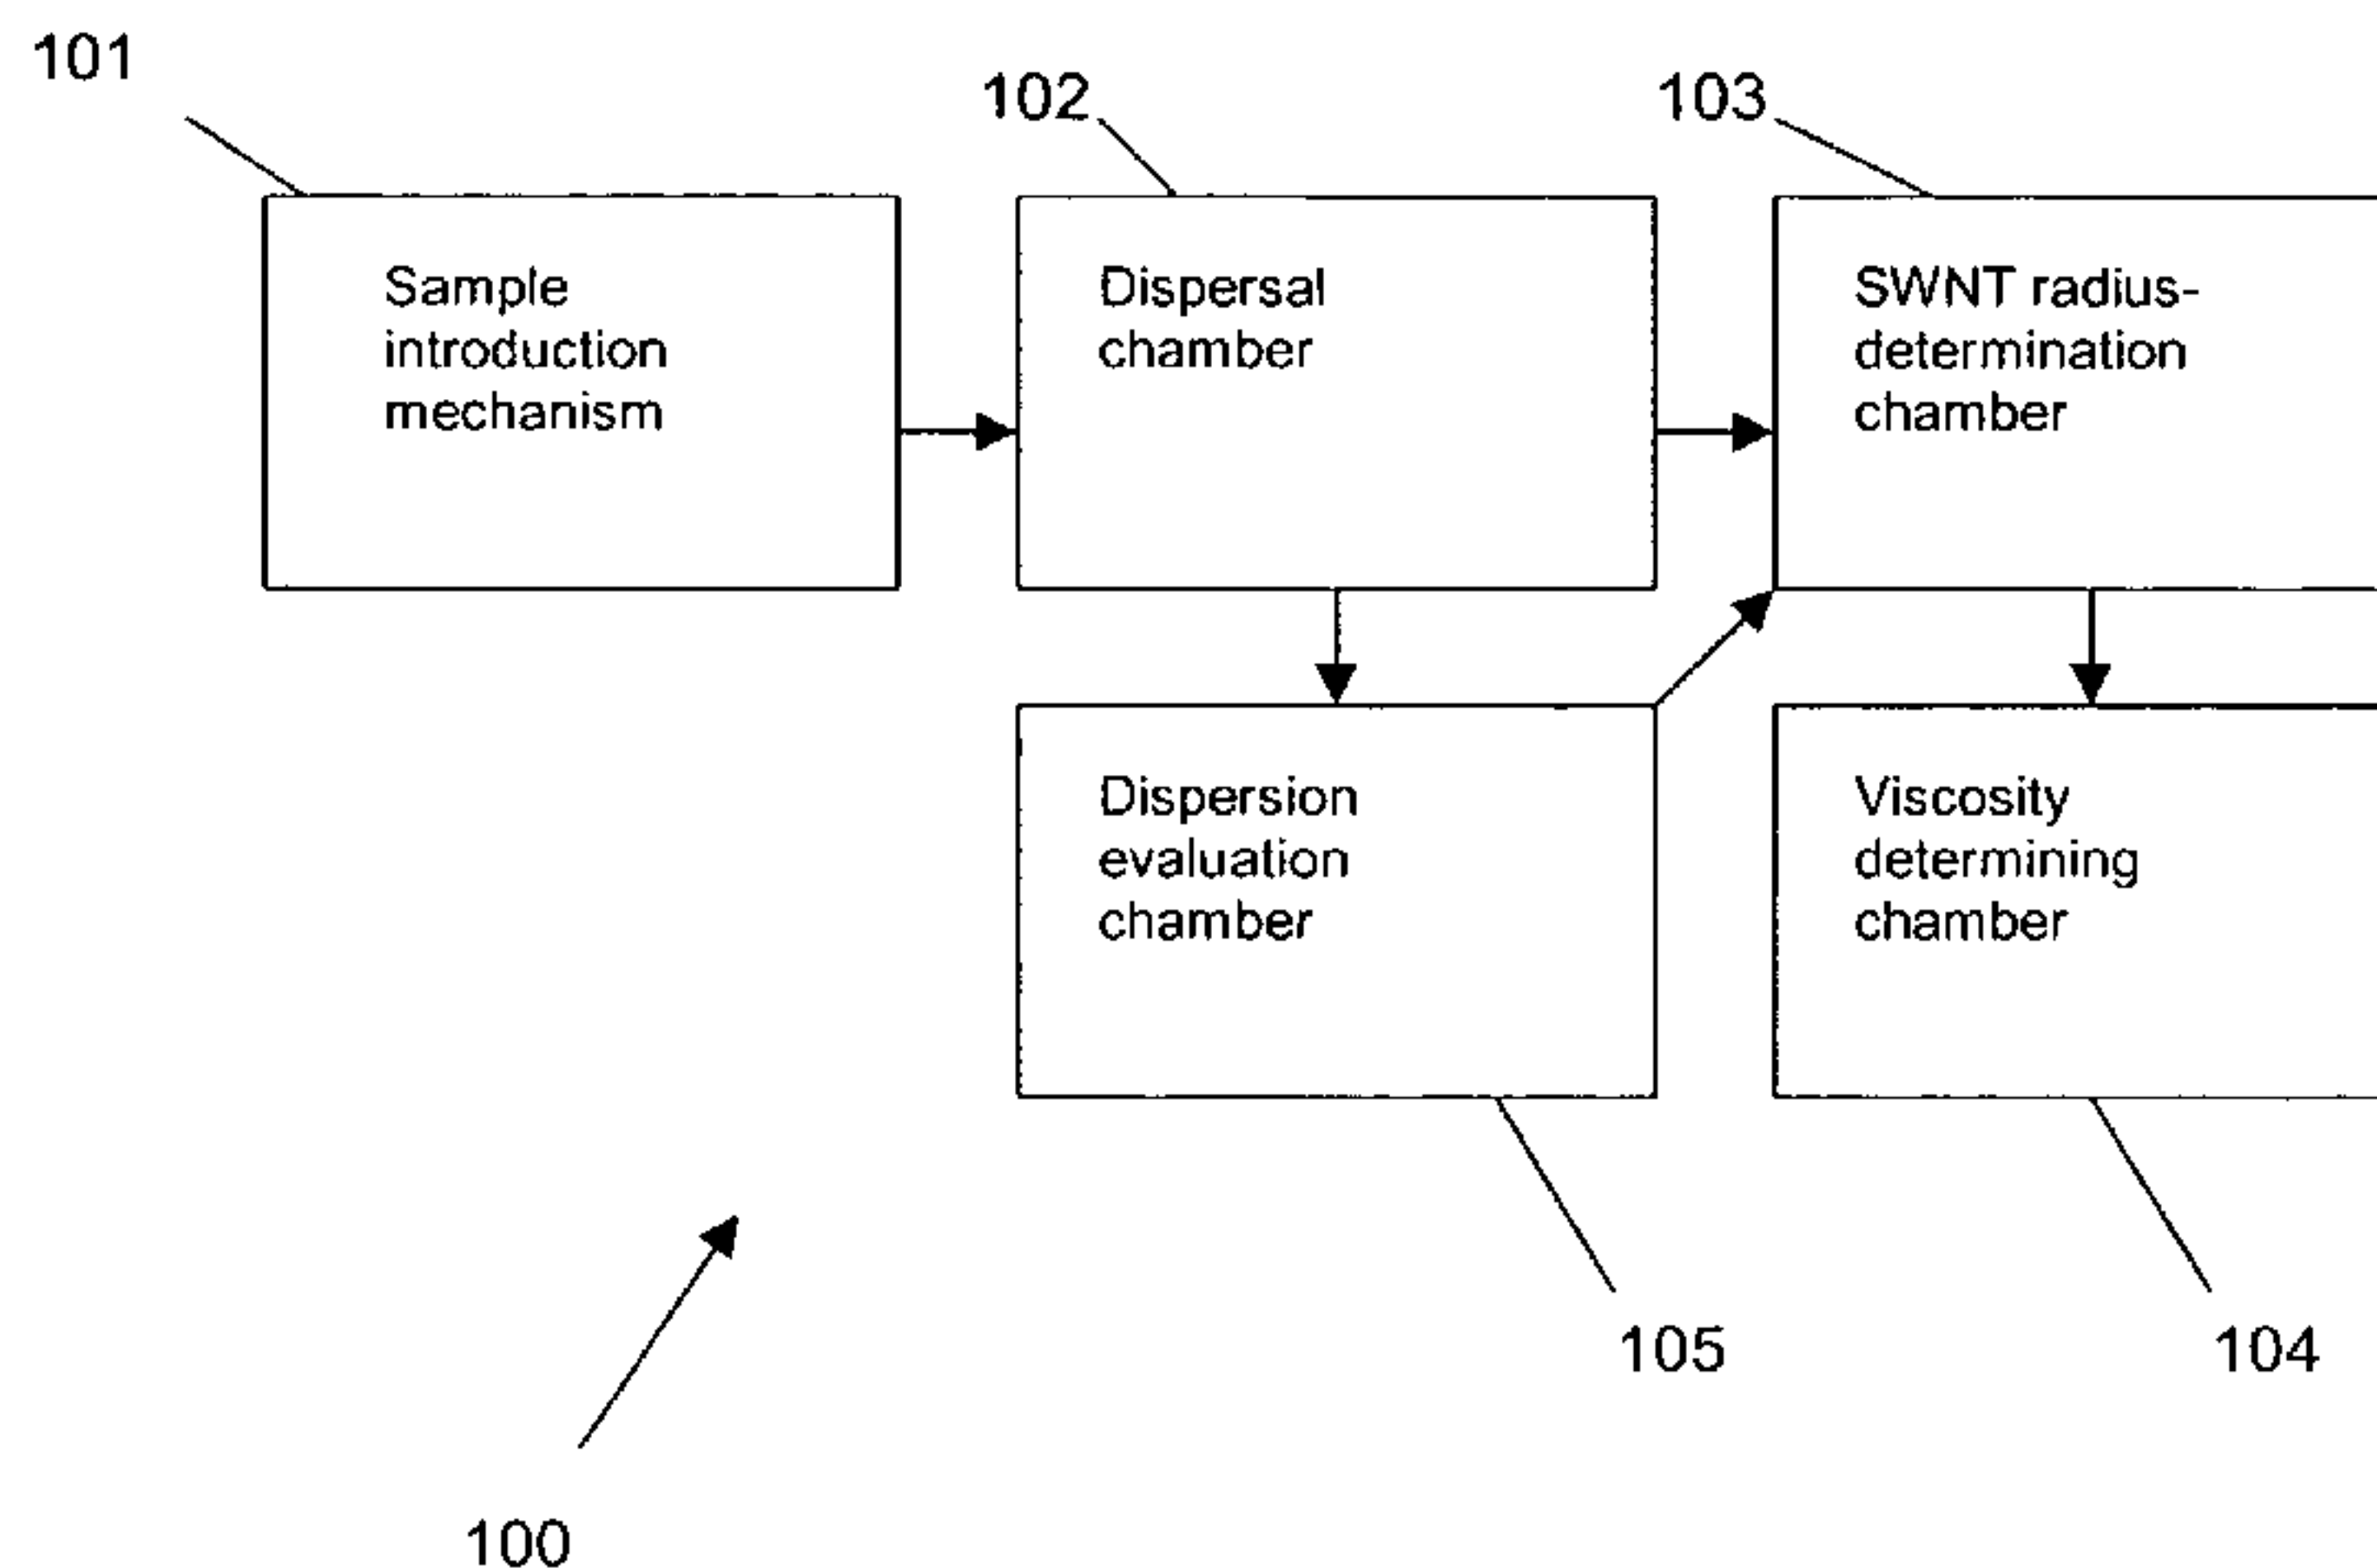 101
102
103
Sample
introduction
mechanism
Dispersal
chamber
SWNT radius-
determination
chamber
Dispersion
evaluation
chamber
Viscosity
determining
chamber
105
104
100